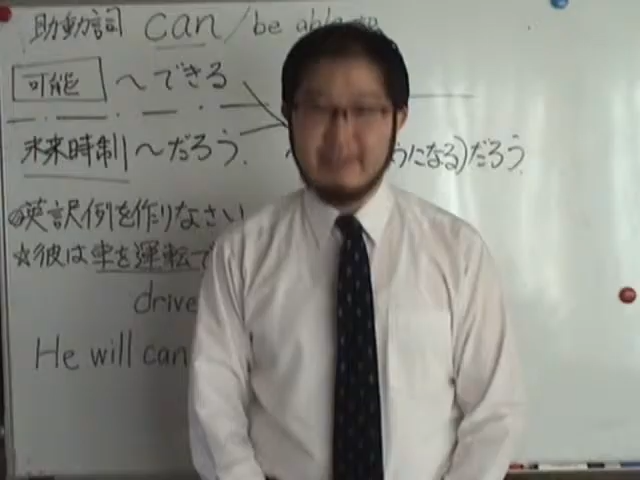 助動詞 can / be able to
可能 〜できる
未来時制 〜だろう. うになる)だろう.
英訳例を作りなさい
☆彼は車を運転で
drive
He will can